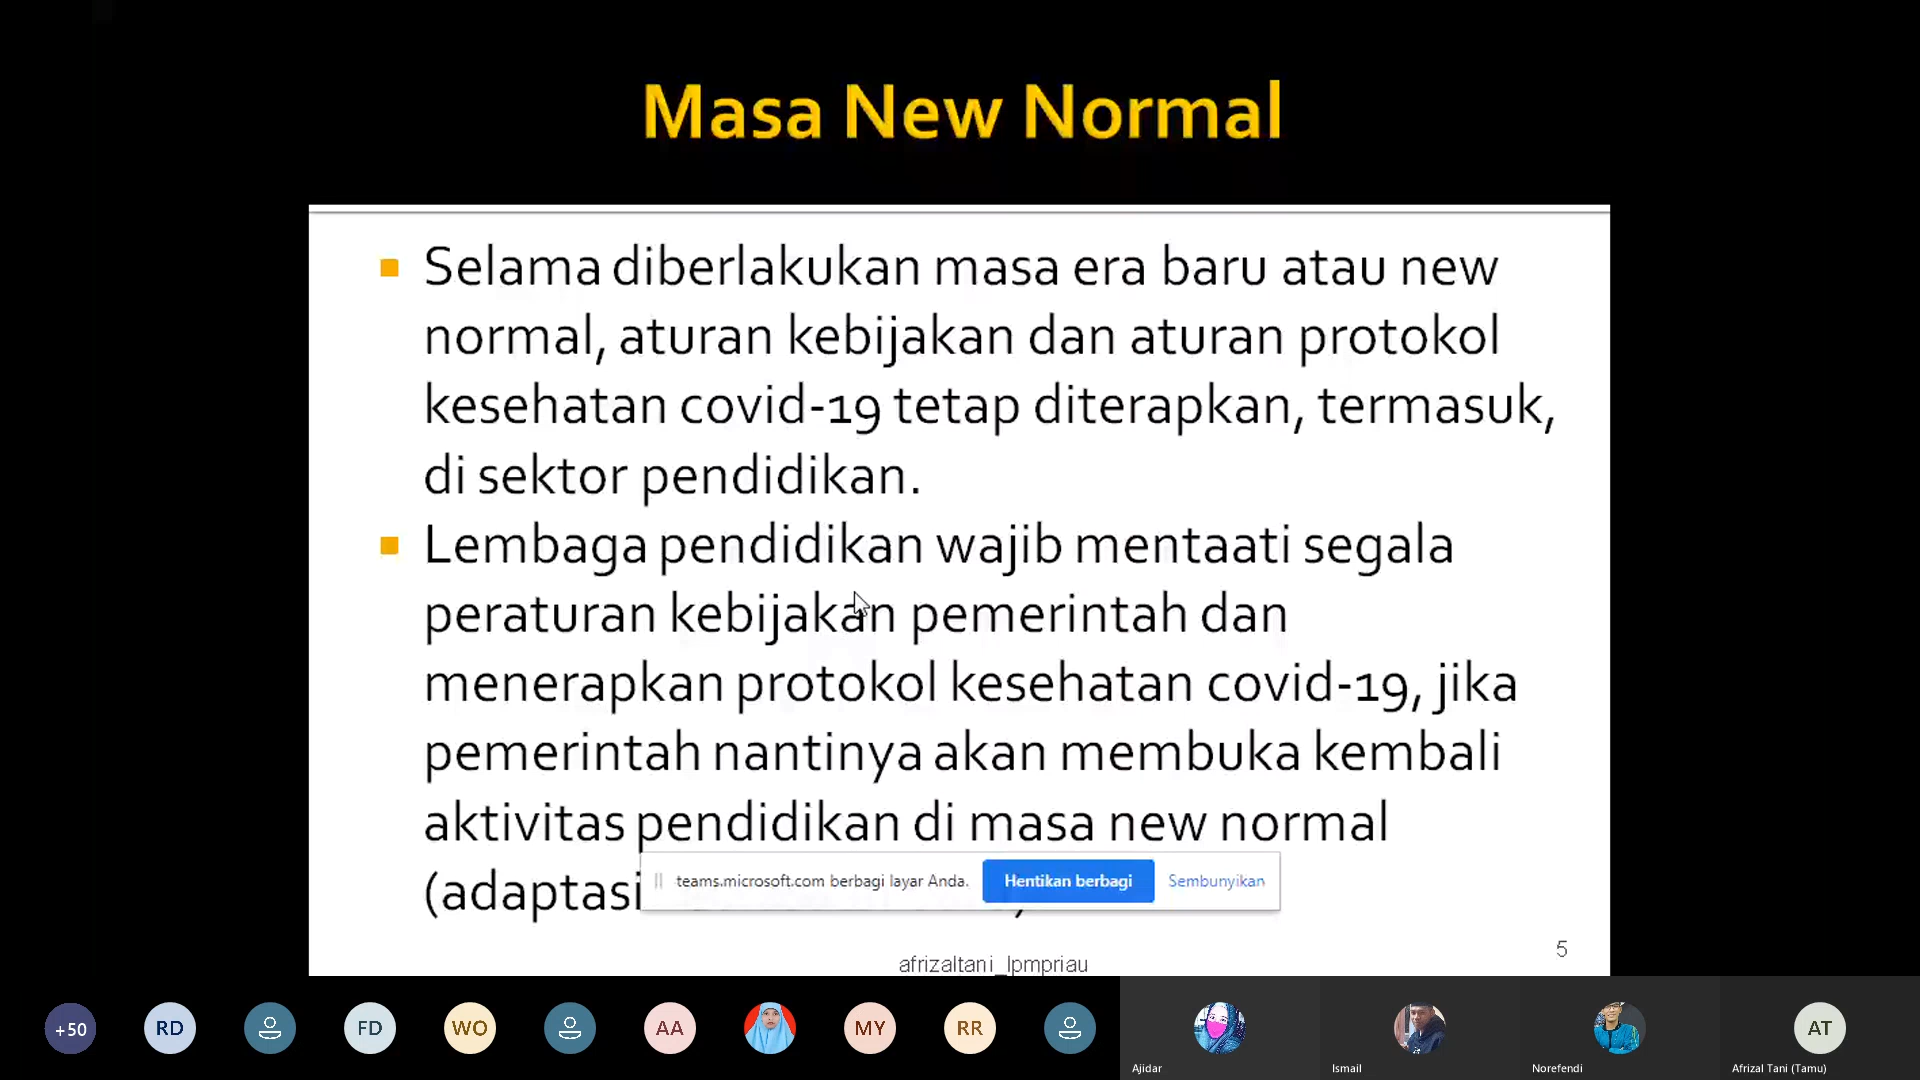 Masa New Normal
Selama diberlakukan masa era baru atau new
normal, aturan kebijakan dan aturan protokol
kesehatan covid-19 tetap diterapkan, termasuk,
di sektor pendidikan.
Lembaga pendidikan wajib mentaati segala
peraturan kebijakan pemerintah dan
menerapkan protokol kesehatan covid-19, jika
pemerintah nantinya akan membuka kembali
aktivitas pendidikan di masa new normal
(adaptasi
teams.microsoft.com berbagi layar Anda. Hentikan berbagi Sembunyikan
5
afrizaltani_lpmpriau
+50 RD FD WO AA MY RR AT
Ajidar Ismail Norefendi Afrizal Tani (Tamu)